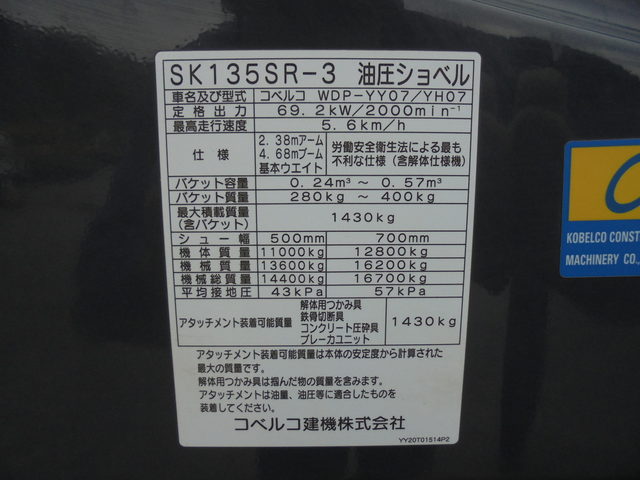 SK135SR-3 油圧ショベル
車名及び型式 コベルコ WDP-YY07/YH07
定格出力 69.2kW/2000min⁻¹
最高走行速度 5.6km/h
仕様 2.38mアーム 4.68mブーム 基本ウエイト 労働安全衛生法による最も不利な仕様(含解体仕様機)
バケット容量 0.24m³ ~ 0.57m³
バケット質量 280kg ~ 400kg
最大積載質量(含バケット) 1430kg
シュー幅 500mm 700mm
機体質量 11000kg 12800kg
機械質量 13600kg 16200kg
機械総質量 14400kg 16700kg
平均接地圧 43kPa 57kPa
アタッチメント装着可能質量 解体用つかみ具 鉄骨切断具 コンクリート圧砕具 ブレーカユニット 1430kg
アタッチメント装着可能質量は本体の安定度から計算された
最大の質量です。
解体用つかみ具は掴んだ物の質量を含みます。
アタッチメントは油量、油圧等に適合したものを
装着してください。
コベルコ建機株式会社
YY20T01514P2
KOBELCO CONST
MACHINERY CO.,